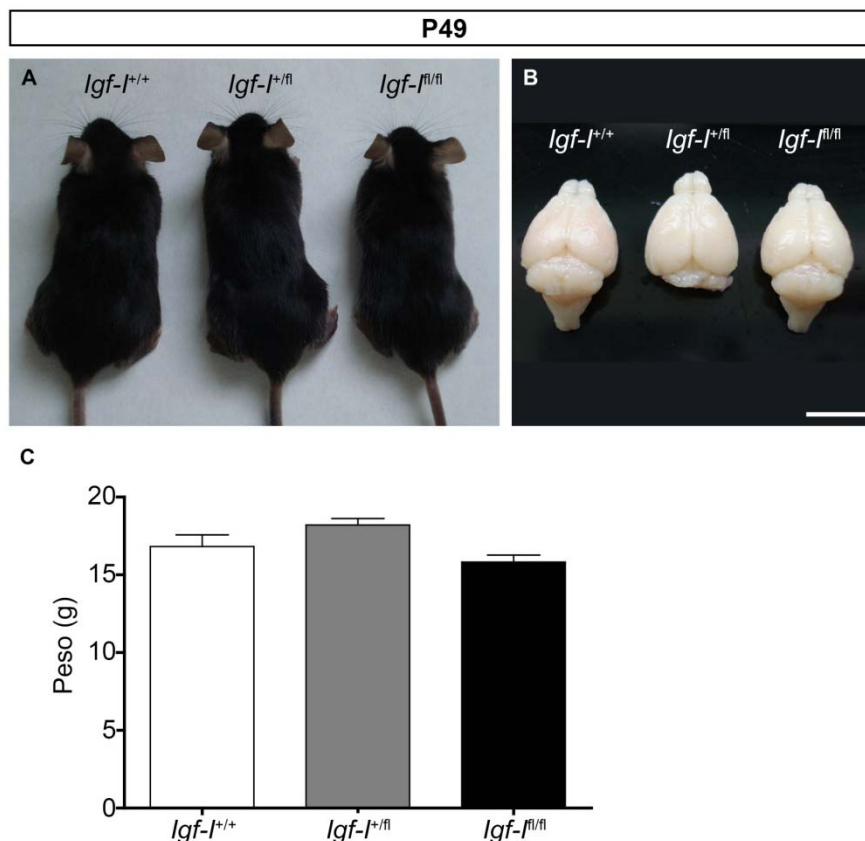 P49
A Igf-I+/+ Igf-I+/fl Igf-Ifl/fl
B Igf-I+/+ Igf-I+/fl Igf-Ifl/fl
C
20
15
10
5
0
Peso (g)
Igf-I+/+ Igf-I+/fl Igf-Ifl/fl